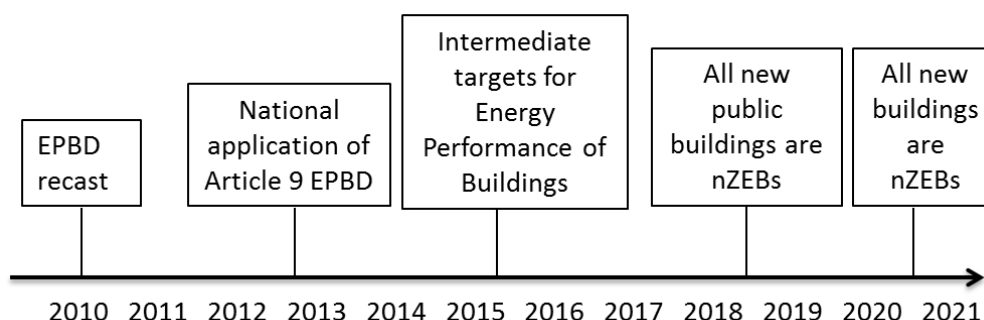 EPBD
recast
National
application of
Article 9 EPBD
Intermediate
targets for
Energy
Performance of
Buildings
All new
public
buildings are
nZEBs
All new
buildings
are
nZEBs
2010 2011 2012 2013 2014 2015 2016 2017 2018 2019 2020 2021